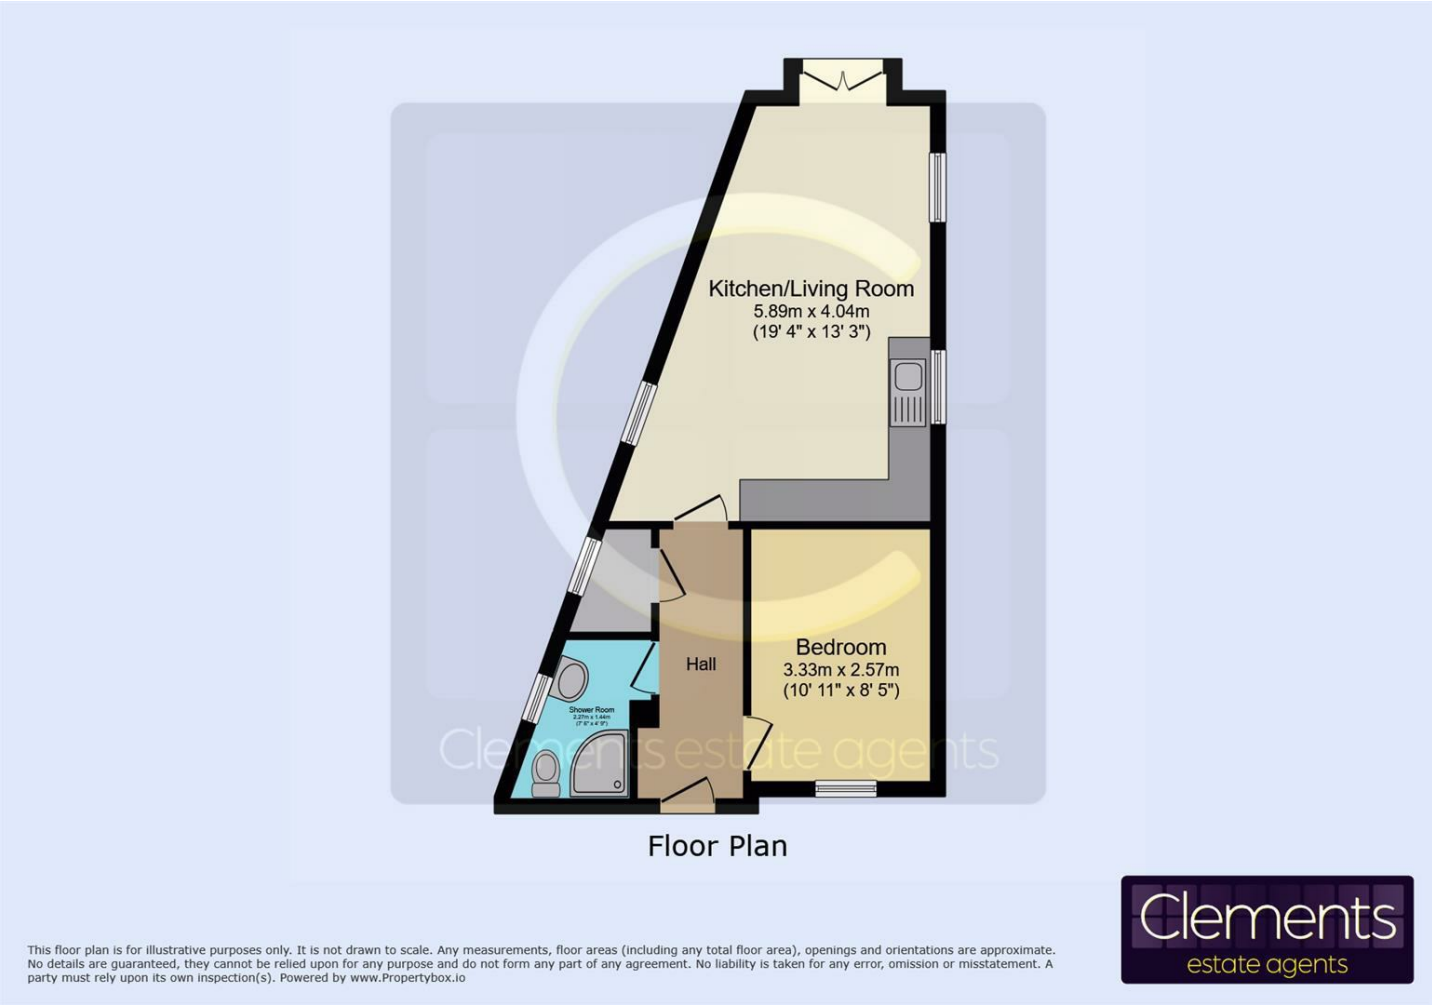 Kitchen/Living Room
5.89m x 4.04m
(19' 4" x 13' 3")
Hall
Bedroom
3.33m x 2.57m
(10' 11" x 8' 5")
Shower Room
2.27m x 1.44m
Clements estate agents
Floor Plan
Clements
estate agents
This floor plan is for illustrative purposes only. It is not drawn to scale. Any measurements, floor areas (including any total floor area), openings and orientations are approximate.
No details are guaranteed, they cannot be relied upon for any purpose and do not form any part of any agreement. No liability is taken for any error, omission or misstatement. A
party must rely upon its own inspection(s). Powered by www.Propertybox.io